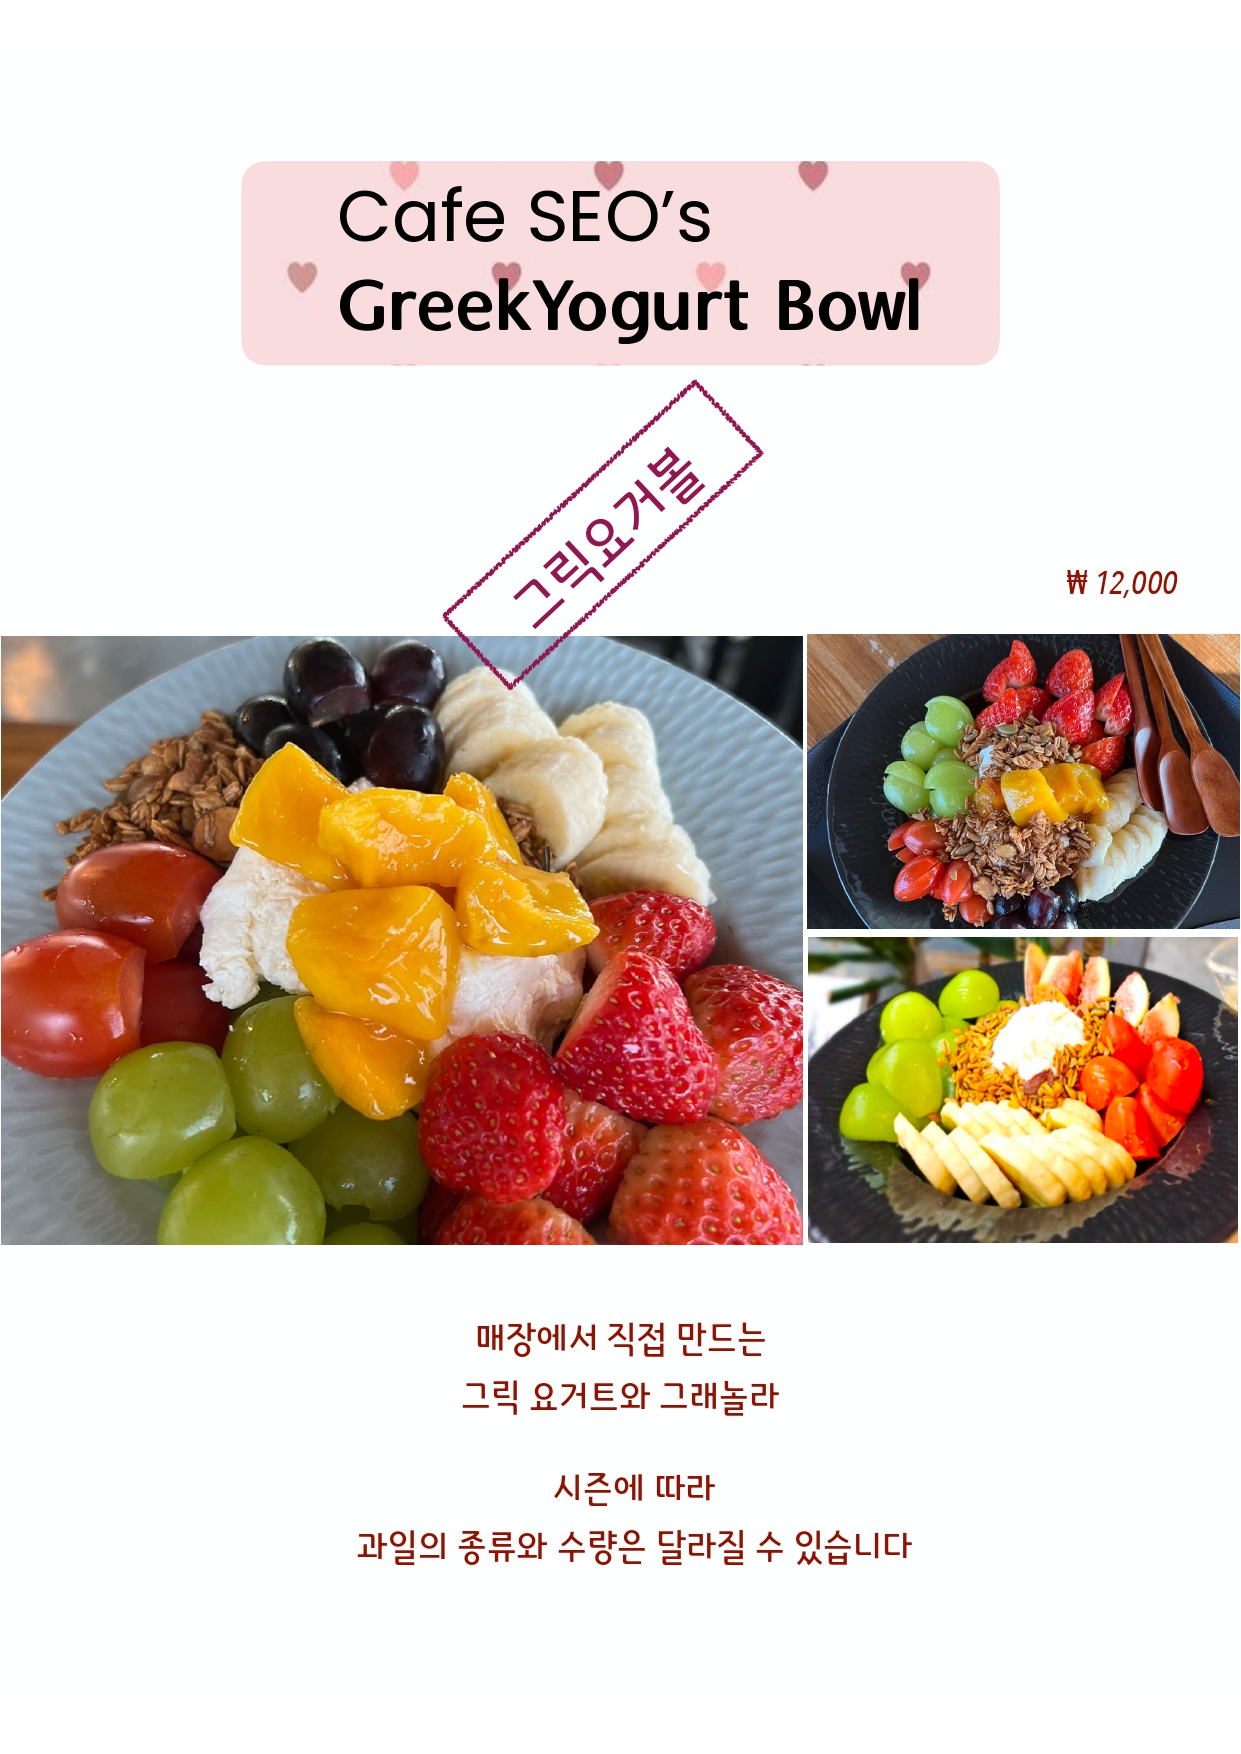 Cafe SEO's
GreekYogurt Bowl
그릭요거볼
₩ 12,000
매장에서 직접 만드는
그릭 요거트와 그래놀라
시즌에 따라
과일의 종류와 수량은 달라질 수 있습니다